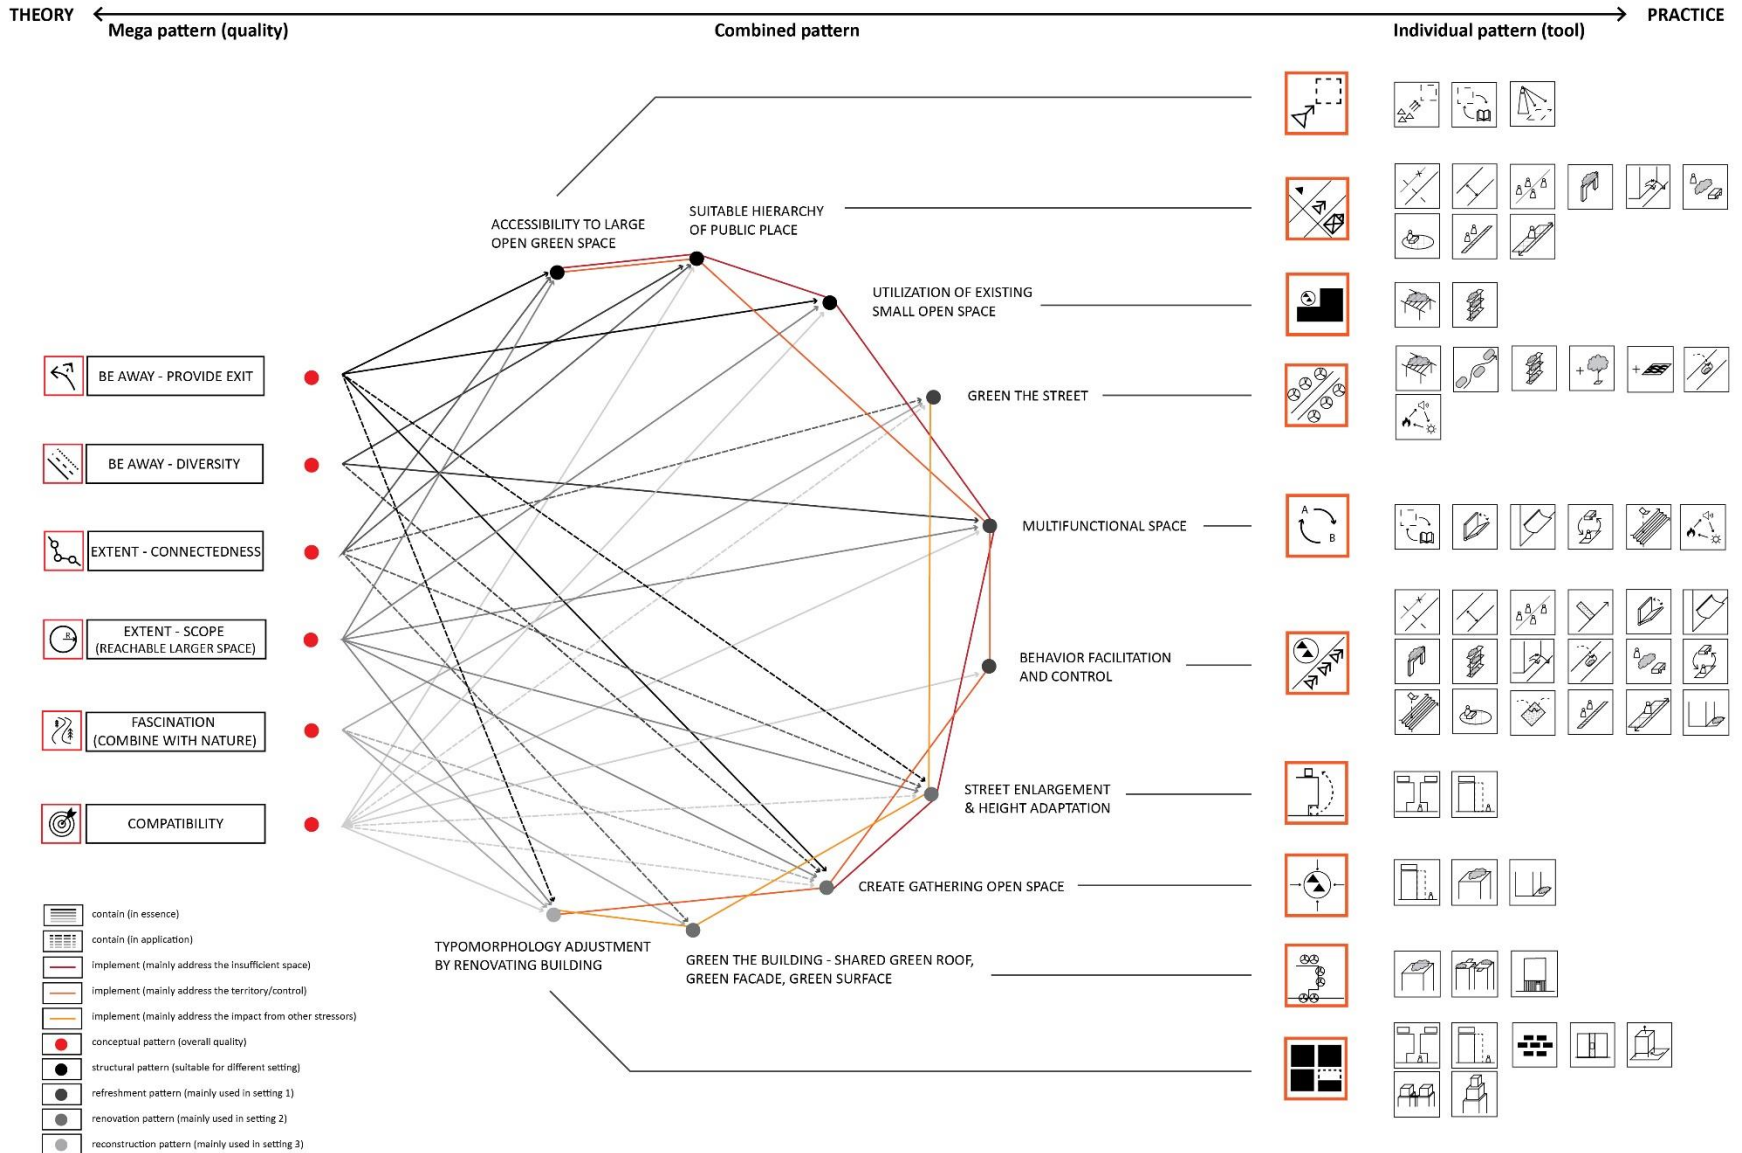 THEORY
PRACTICE
Mega pattern (quality)
Combined pattern
Individual pattern (tool)
ACCESSIBILITY TO LARGE
OPEN GREEN SPACE
SUITABLE HIERARCHY
OF PUBLIC PLACE
UTILIZATION OF EXISTING
SMALL OPEN SPACE
GREEN THE STREET
MULTIFUNCTIONAL SPACE
BEHAVIOR FACILITATION
AND CONTROL
STREET ENLARGEMENT
& HEIGHT ADAPTATION
CREATE GATHERING OPEN SPACE
GREEN THE BUILDING - SHARED GREEN ROOF,
GREEN FACADE, GREEN SURFACE
TYPOMORPHOLOGY ADJUSTMENT
BY RENOVATING BUILDING
BE AWAY - PROVIDE EXIT
BE AWAY - DIVERSITY
EXTENT - CONNECTEDNESS
R
EXTENT - SCOPE
(REACHABLE LARGER SPACE)
FASCINATION
(COMBINE WITH NATURE)
COMPATIBILITY
A
B
contain (in essence)
contain (in application)
implement (mainly address the insufficient space)
implement (mainly address the territory/control)
implement (mainly address the impact from other stressors)
conceptual pattern (overall quality)
structural pattern (suitable for different setting)
refreshment pattern (mainly used in setting 1)
renovation pattern (mainly used in setting 2)
reconstruction pattern (mainly used in setting 3)